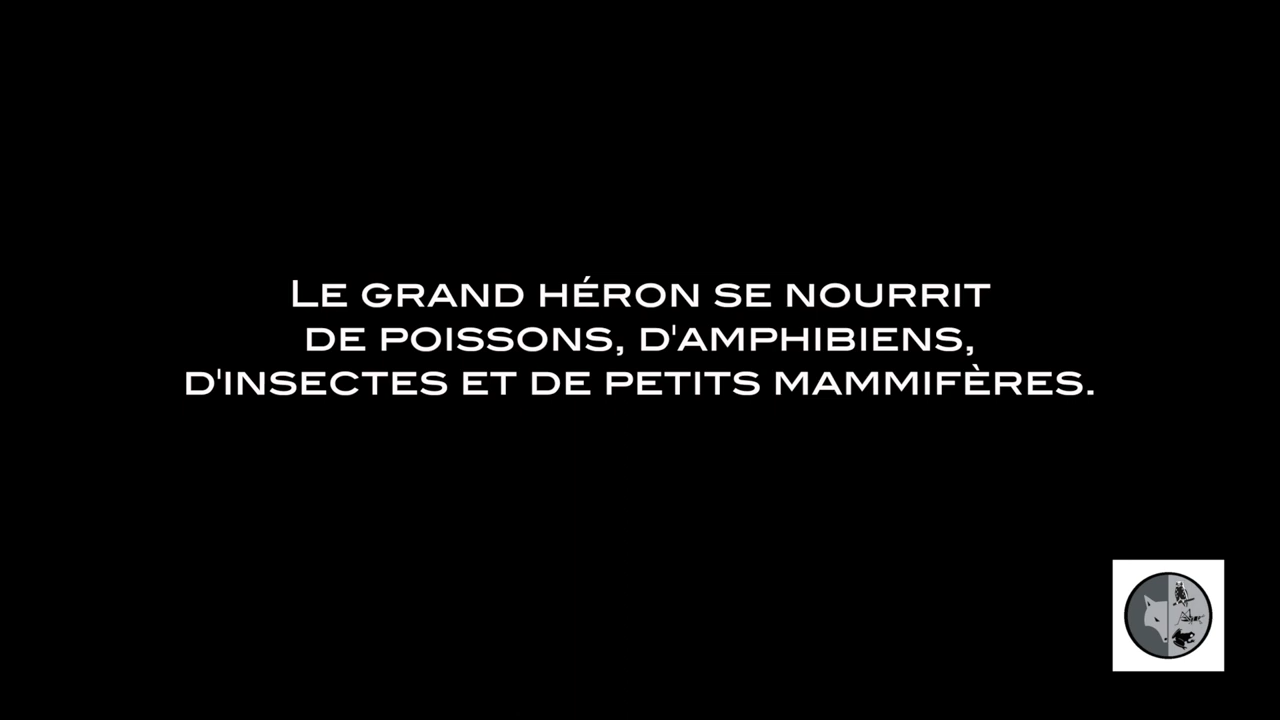 Le grand héron se nourrit
de poissons, d'amphibiens,
d'insectes et de petits mammifères.